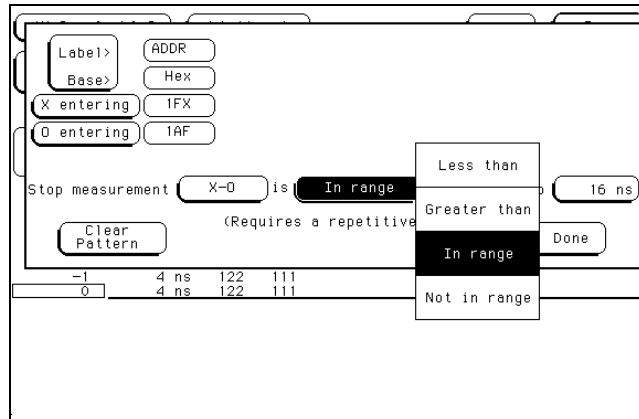 Label> ADDR
Base> Hex
X entering 1FX
O entering 1AF
Less than
Stop measurement X-O is In range 16 ns
Greater than
(Requires a repetitive
Clear
Pattern
In range
Done
-1 4 ns 122 111
0 4 ns 122 111
Not in range